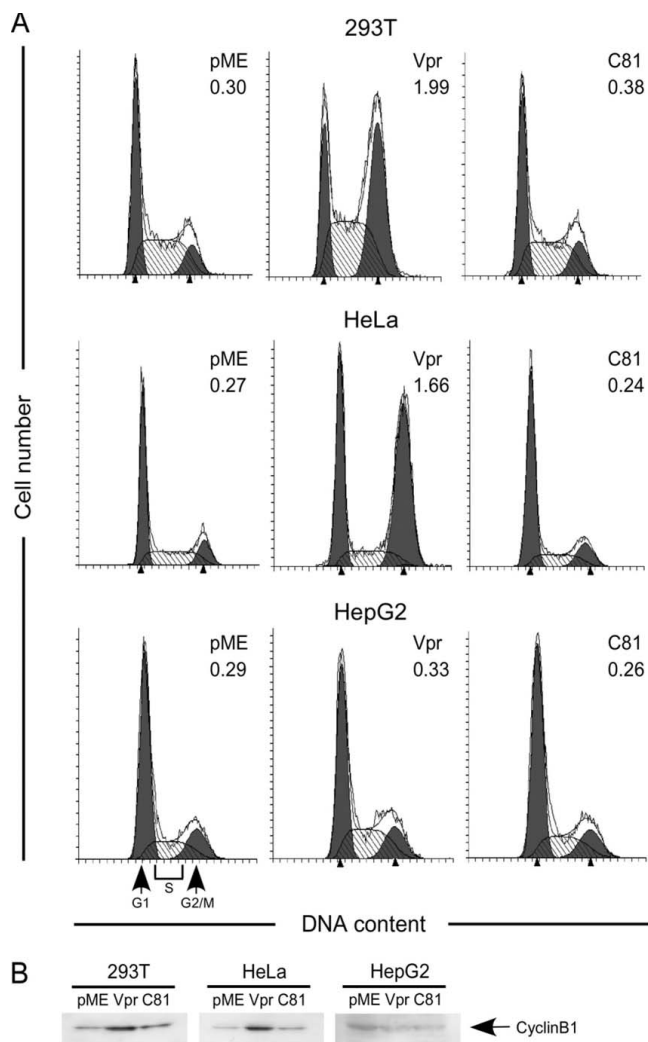 A
293T
pME
0.30
Vpr
1.99
C81
0.38
HeLa
pME
0.27
Vpr
1.66
C81
0.24
HepG2
pME
0.29
Vpr
0.33
C81
0.26
Cell number
G1
S
G2/M
DNA content
B
293T
HeLa
HepG2
pME Vpr C81
pME Vpr C81
pME Vpr C81
CyclinB1